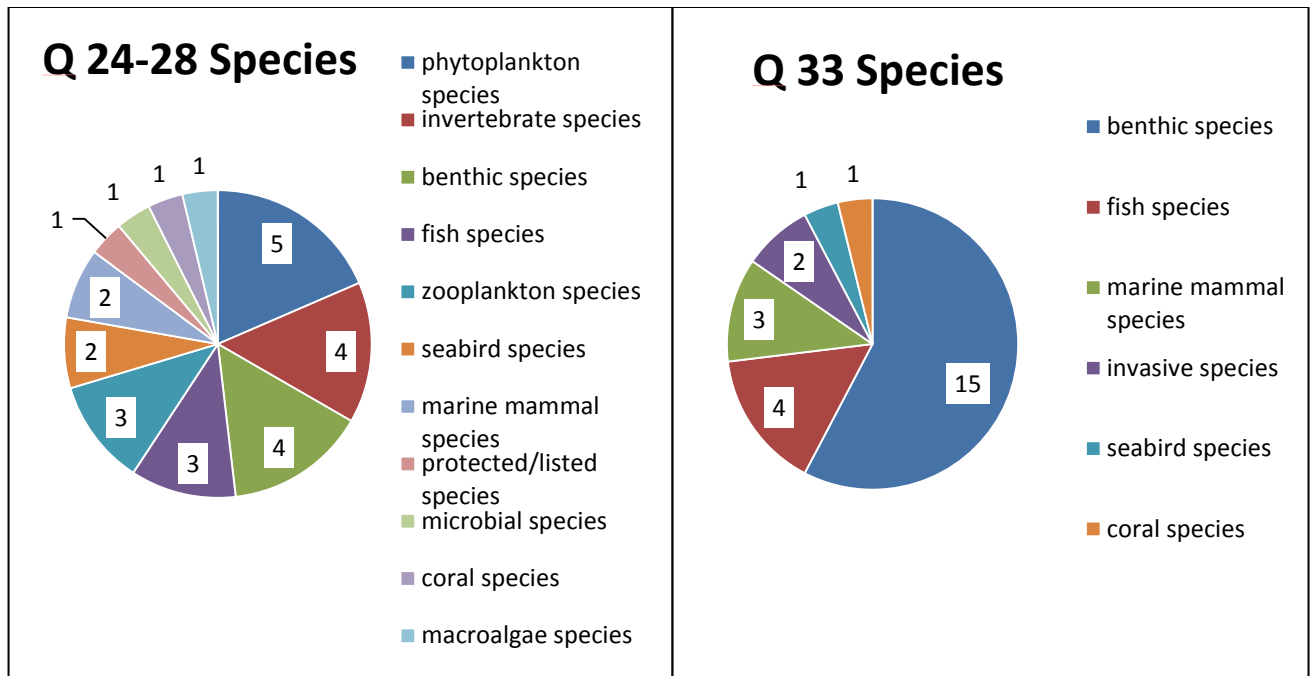 Q 24-28 Species
phytoplankton
species
invertebrate species
benthic species
fish species
zooplankton species
seabird species
marine mammal
species
protected/listed
species
microbial species
coral species
macroalgae species
5
4
4
3
3
2
2
1
1
1
1
Q 33 Species
benthic species
fish species
marine mammal
species
invasive species
seabird species
coral species
15
4
3
2
1
1